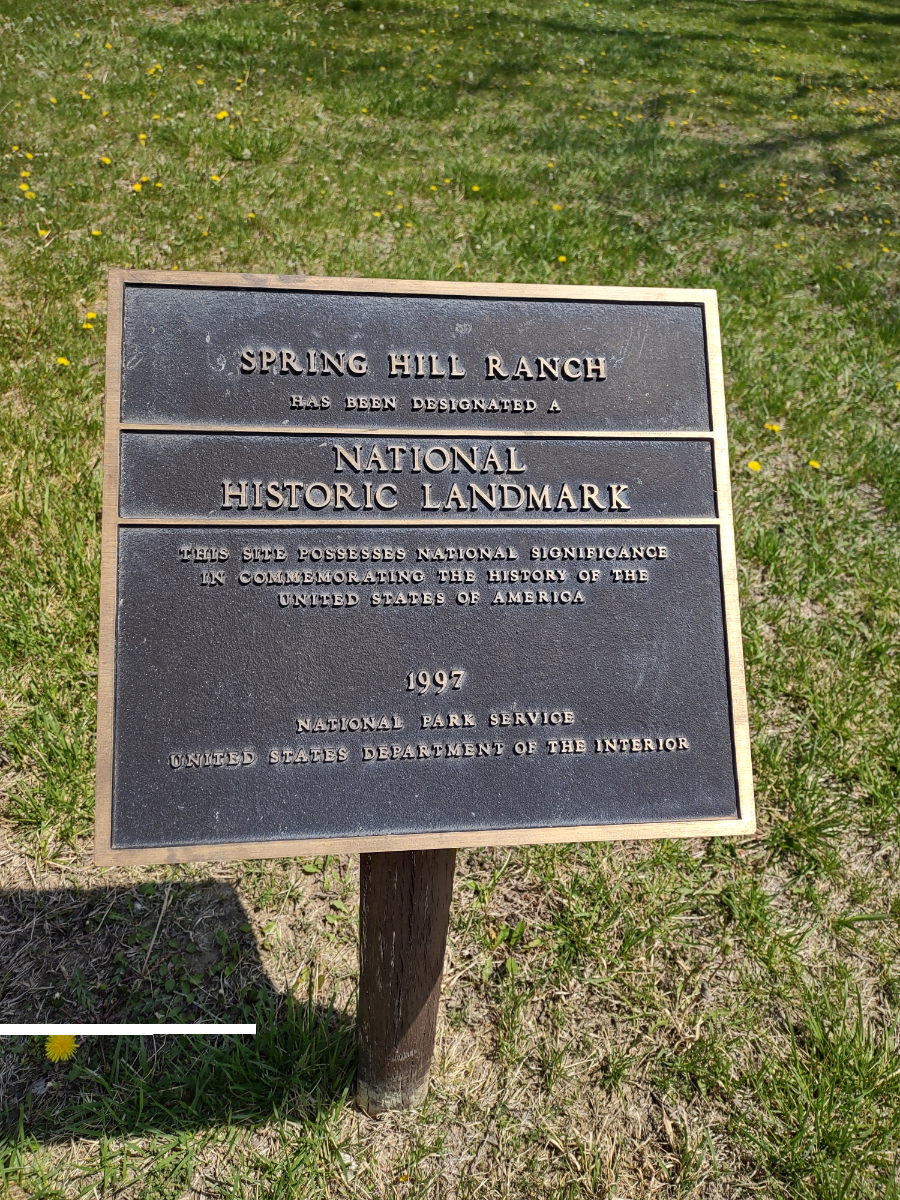 SPRING HILL RANCH
HAS BEEN DESIGNATED A
NATIONAL
HISTORIC LANDMARK
THIS SITE POSSESSES NATIONAL SIGNIFICANCE
IN COMMEMORATING THE HISTORY OF THE
UNITED STATES OF AMERICA
1997
NATIONAL PARK SERVICE
UNITED STATES DEPARTMENT OF THE INTERIOR